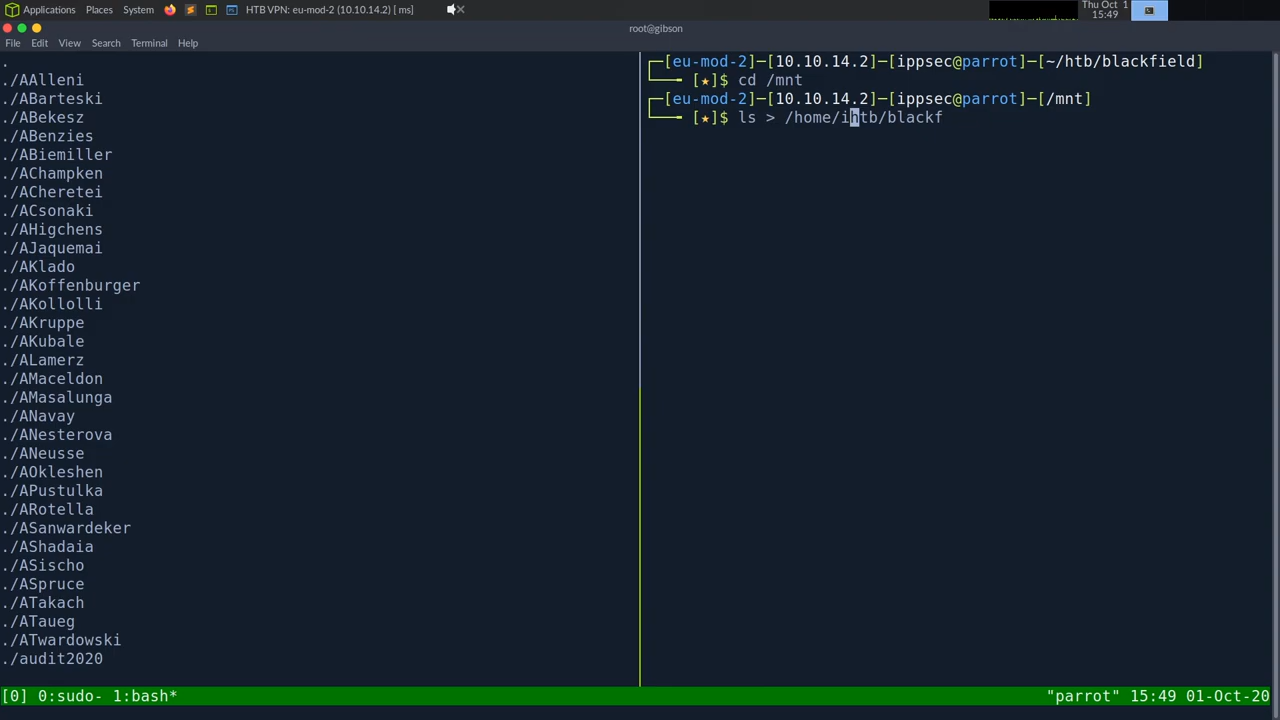 Applications Places System HTB VPN: eu-mod-2 (10.10.14.2) [ ms]
Thu Oct 1
15:49
root@gibson
File Edit View Search Terminal Help
.
./AAlleni
./ABarteski
./ABekesz
./ABenzies
./ABiemiller
./AChampken
./ACheretei
./ACsonaki
./AHigchens
./AJaquemai
./AKlado
./AKoffenburger
./AKollolli
./AKruppe
./AKubale
./ALamerz
./AMaceldon
./AMasalunga
./ANavay
./ANesterova
./ANeusse
./AOkleshen
./APustulka
./ARotella
./ASanwardeker
./AShadaia
./ASischo
./ASpruce
./ATakach
./ATaueg
./ATwardowski
./audit2020
┌─[eu-mod-2]─[10.10.14.2]─[ippsec@parrot]─[~/htb/blackfield]
└──╼ [★]$ cd /mnt
┌─[eu-mod-2]─[10.10.14.2]─[ippsec@parrot]─[/mnt]
└──╼ [★]$ ls > /home/ihtb/blackf
[0] 0:sudo- 1:bash* "parrot" 15:49 01-Oct-20